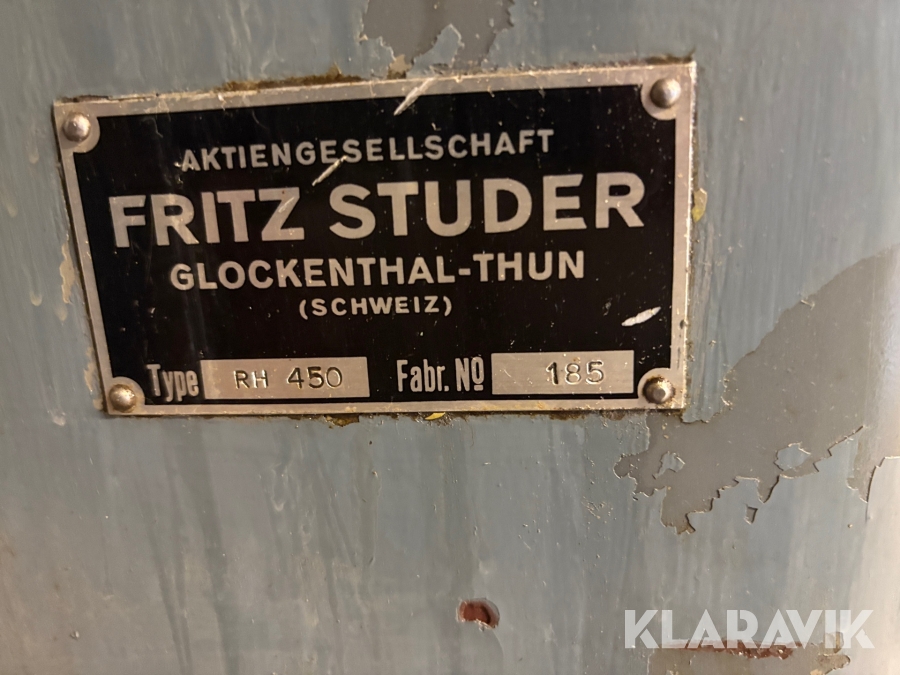 AKTIENGESELLSCHAFT
FRITZ STUDER
GLOCKENTHAL-THUN
(SCHWEIZ)
Type RH 450 Fabr. Nº 185
KLARAVIK